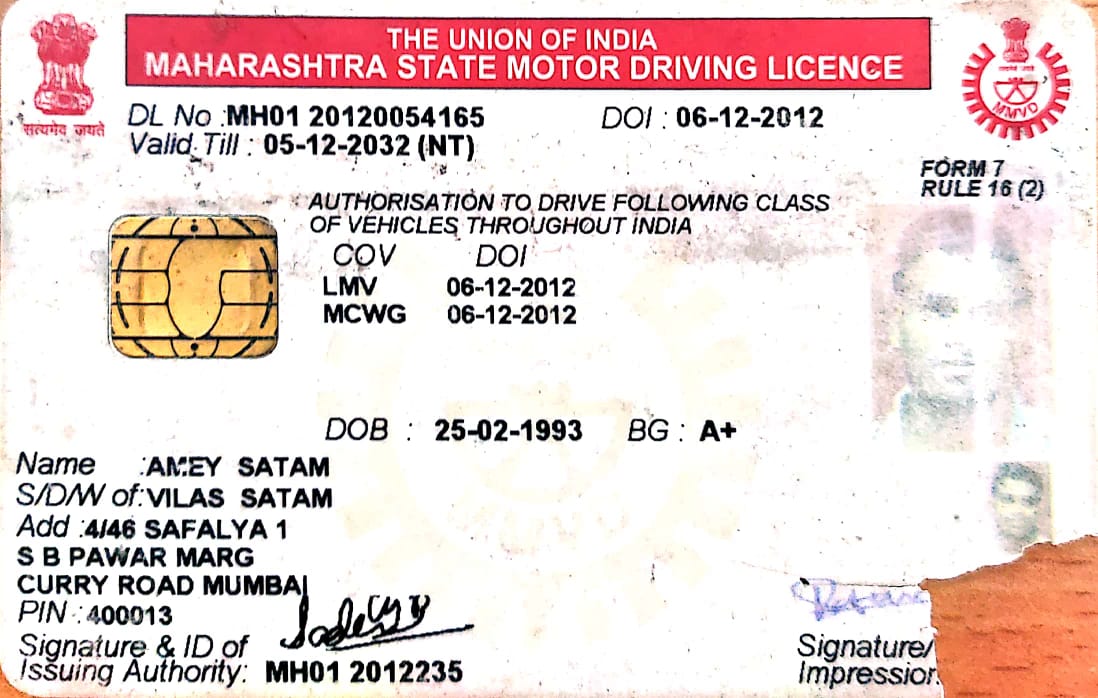 THE UNION OF INDIA
MAHARASHTRA STATE MOTOR DRIVING LICENCE
सत्यमेव जयते
MMVD
DL No :MH01 20120054165 DOI : 06-12-2012
Valid Till : 05-12-2032 (NT)
FORM 7
RULE 16 (2)
AUTHORISATION TO DRIVE FOLLOWING CLASS
OF VEHICLES THROUGHOUT INDIA
COV DOI
LMV 06-12-2012
MCWG 06-12-2012
DOB : 25-02-1993 BG : A+
Name :AMEY SATAM
S/D/W of:VILAS SATAM
Add :4/46 SAFALYA 1
S B PAWAR MARG
CURRY ROAD MUMBAI
PIN :400013
Signature & ID of
Issuing Authority: MH01 2012235
Signature/
Impression